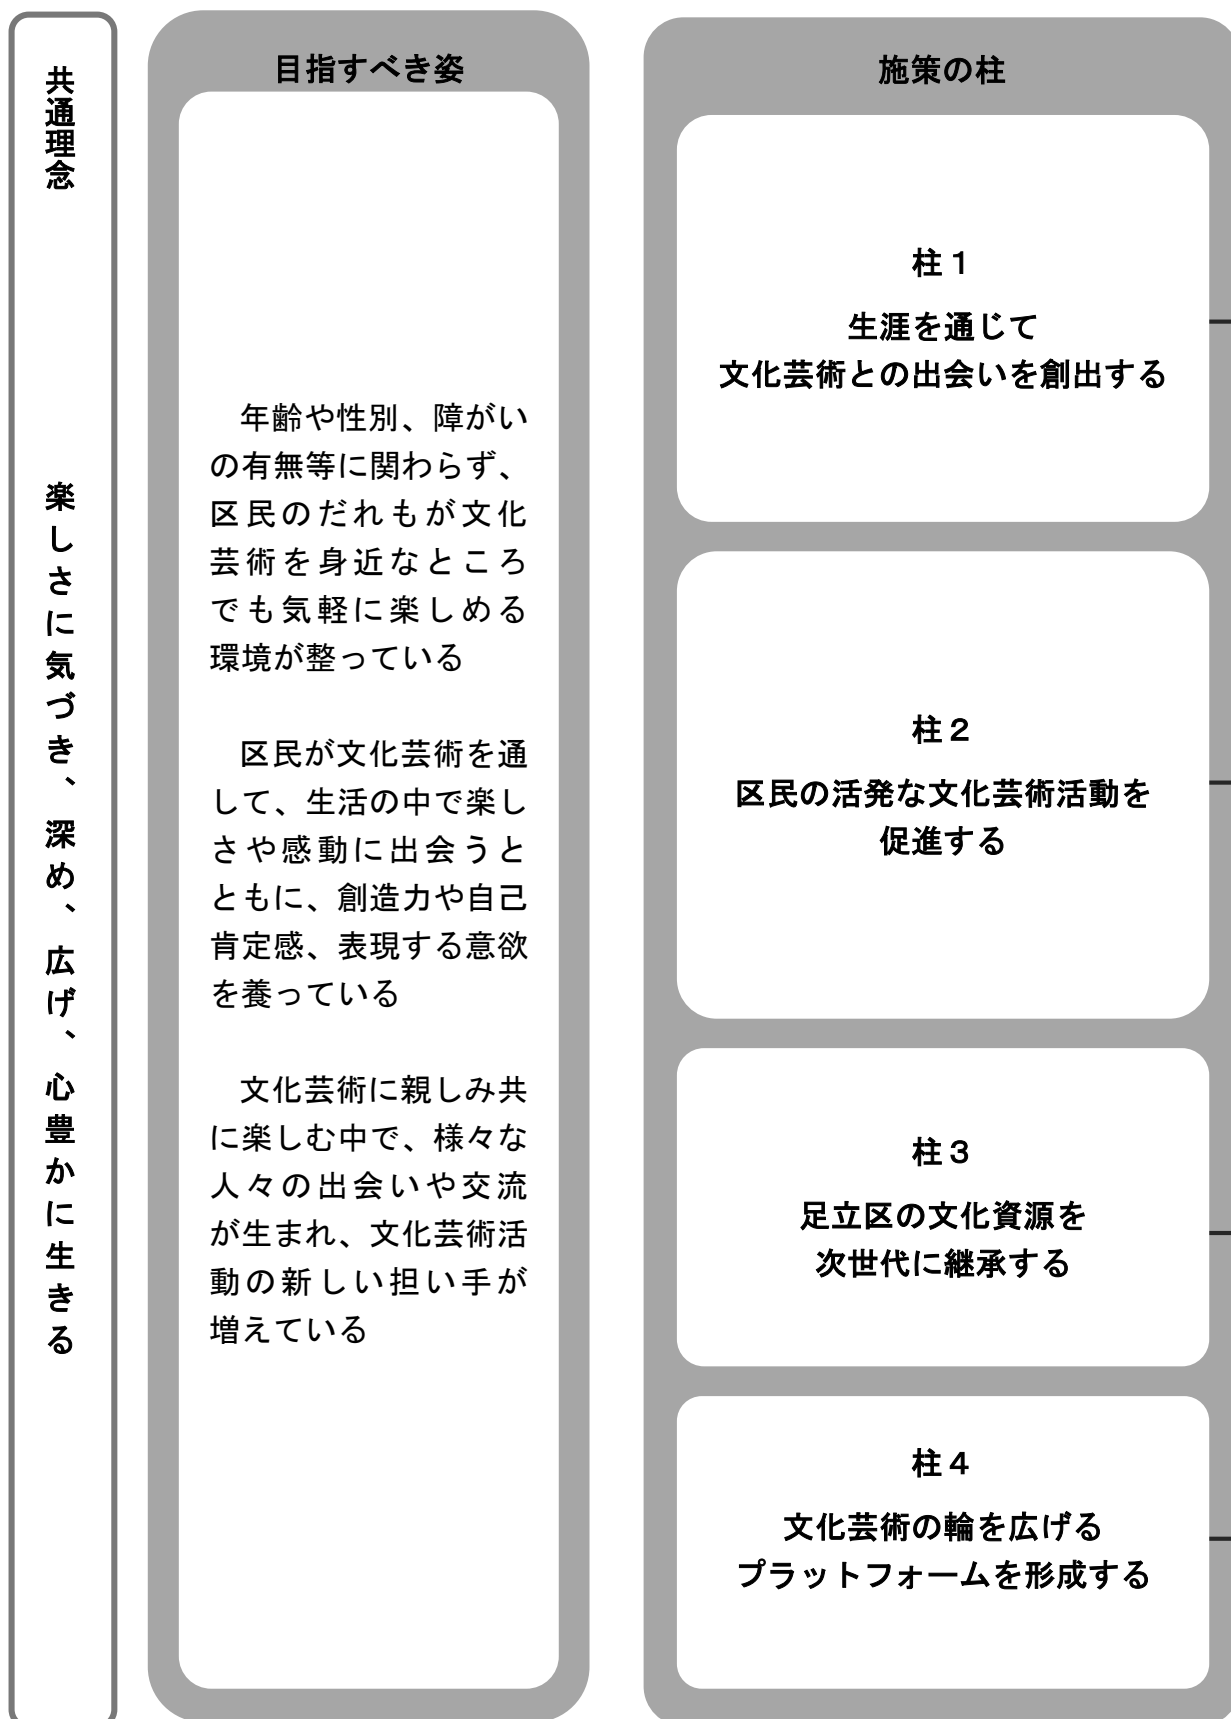 共通理念
楽しさに気づき、深め、広げ、心豊かに生きる
目指すべき姿
年齢や性別、障がい
の有無等に関わらず、
区民のだれもが文化
芸術を身近なところ
でも気軽に楽しめる
環境が整っている
区民が文化芸術を通
して、生活の中で楽し
さや感動に出会うと
ともに、創造力や自己
肯定感、表現する意欲
を養っている
文化芸術に親しみ共
に楽しむ中で、様々な
人々の出会いや交流
が生まれ、文化芸術活
動の新しい担い手が
増えている
施策の柱
柱1
生涯を通じて
文化芸術との出会いを創出する
柱2
区民の活発な文化芸術活動を
促進する
柱3
足立区の文化資源を
次世代に継承する
柱4
文化芸術の輪を広げる
プラットフォームを形成する